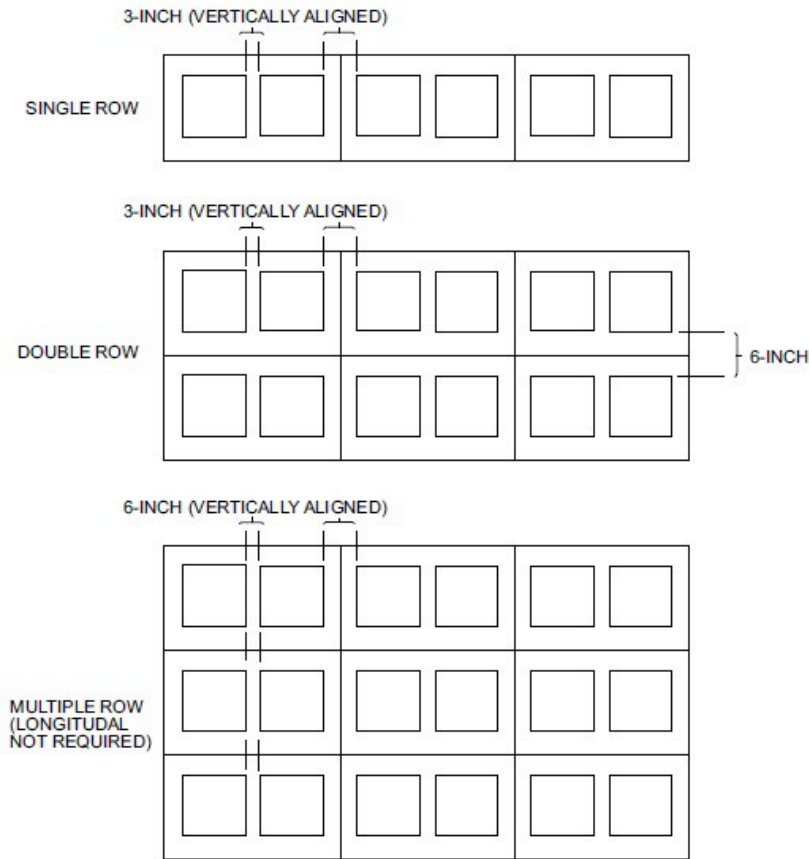 3-INCH (VERTICALLY ALIGNED)
SINGLE ROW
3-INCH (VERTICALLY ALIGNED)
DOUBLE ROW
6-INCH
6-INCH (VERTICALLY ALIGNED)
MULTIPLE ROW
(LONGITUDAL
NOT REQUIRED)